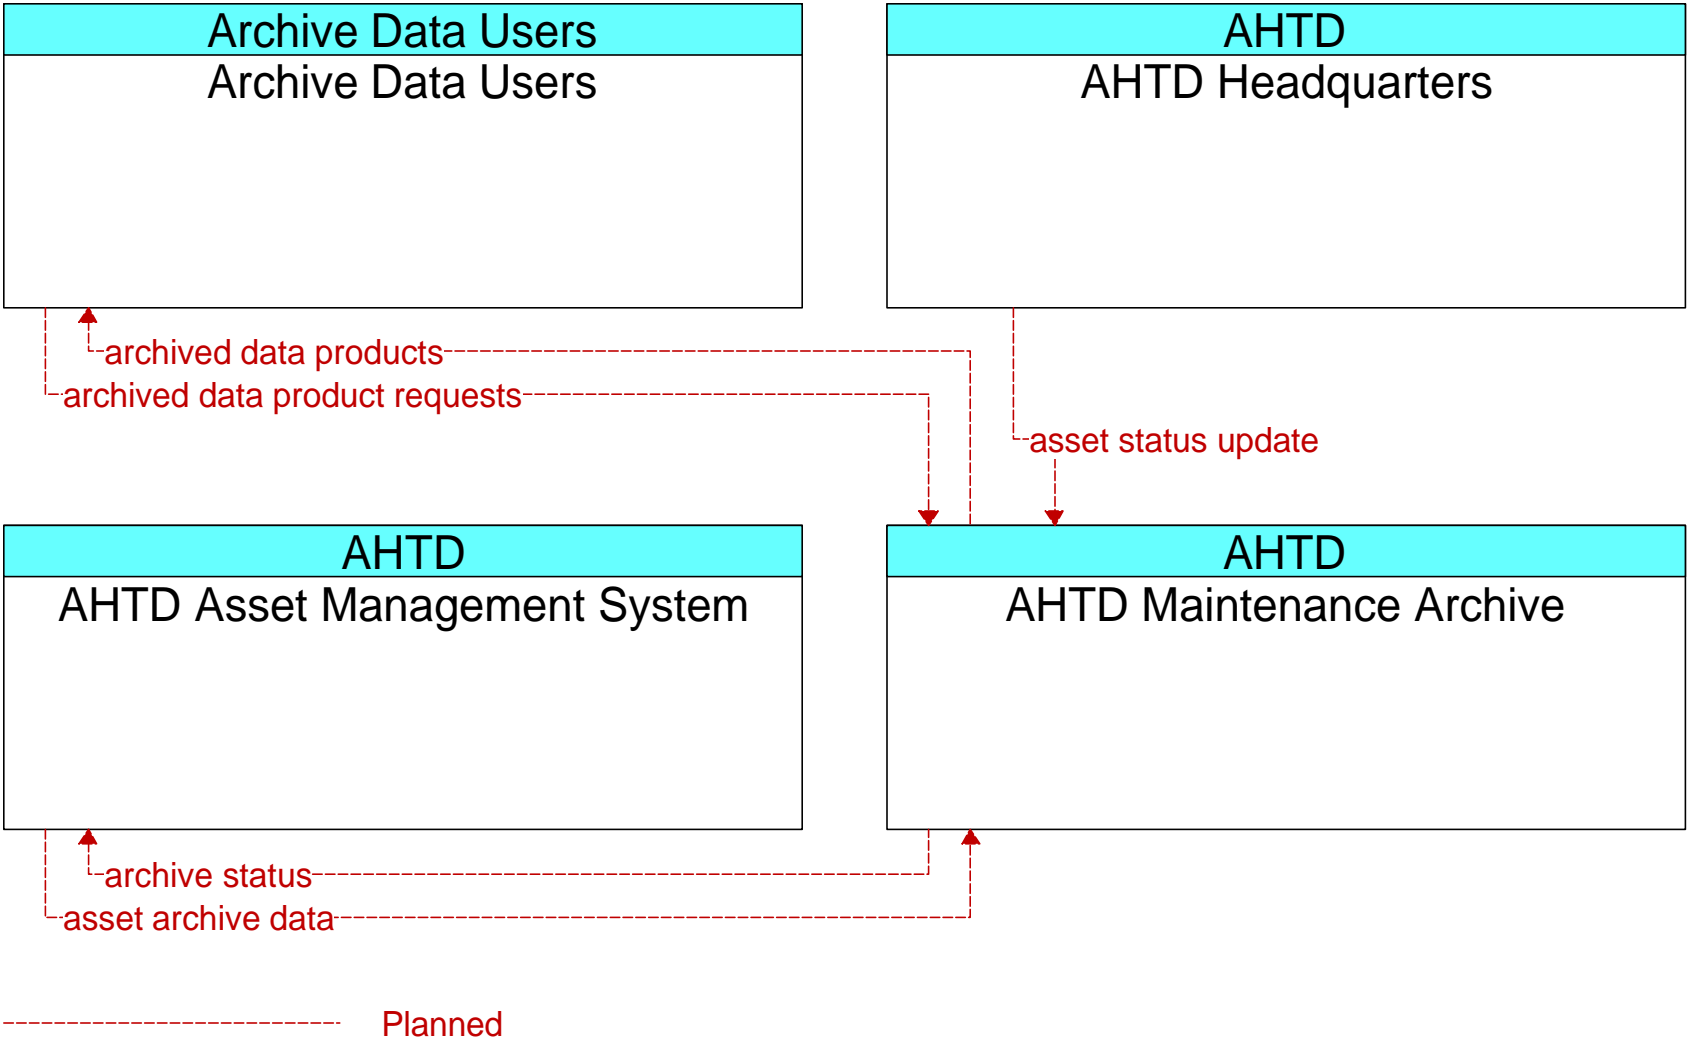 Archive Data Users
Archive Data Users
AHTD
AHTD Headquarters
archived data products
archived data product requests
asset status update
AHTD
AHTD Asset Management System
AHTD
AHTD Maintenance Archive
archive status
asset archive data
Planned